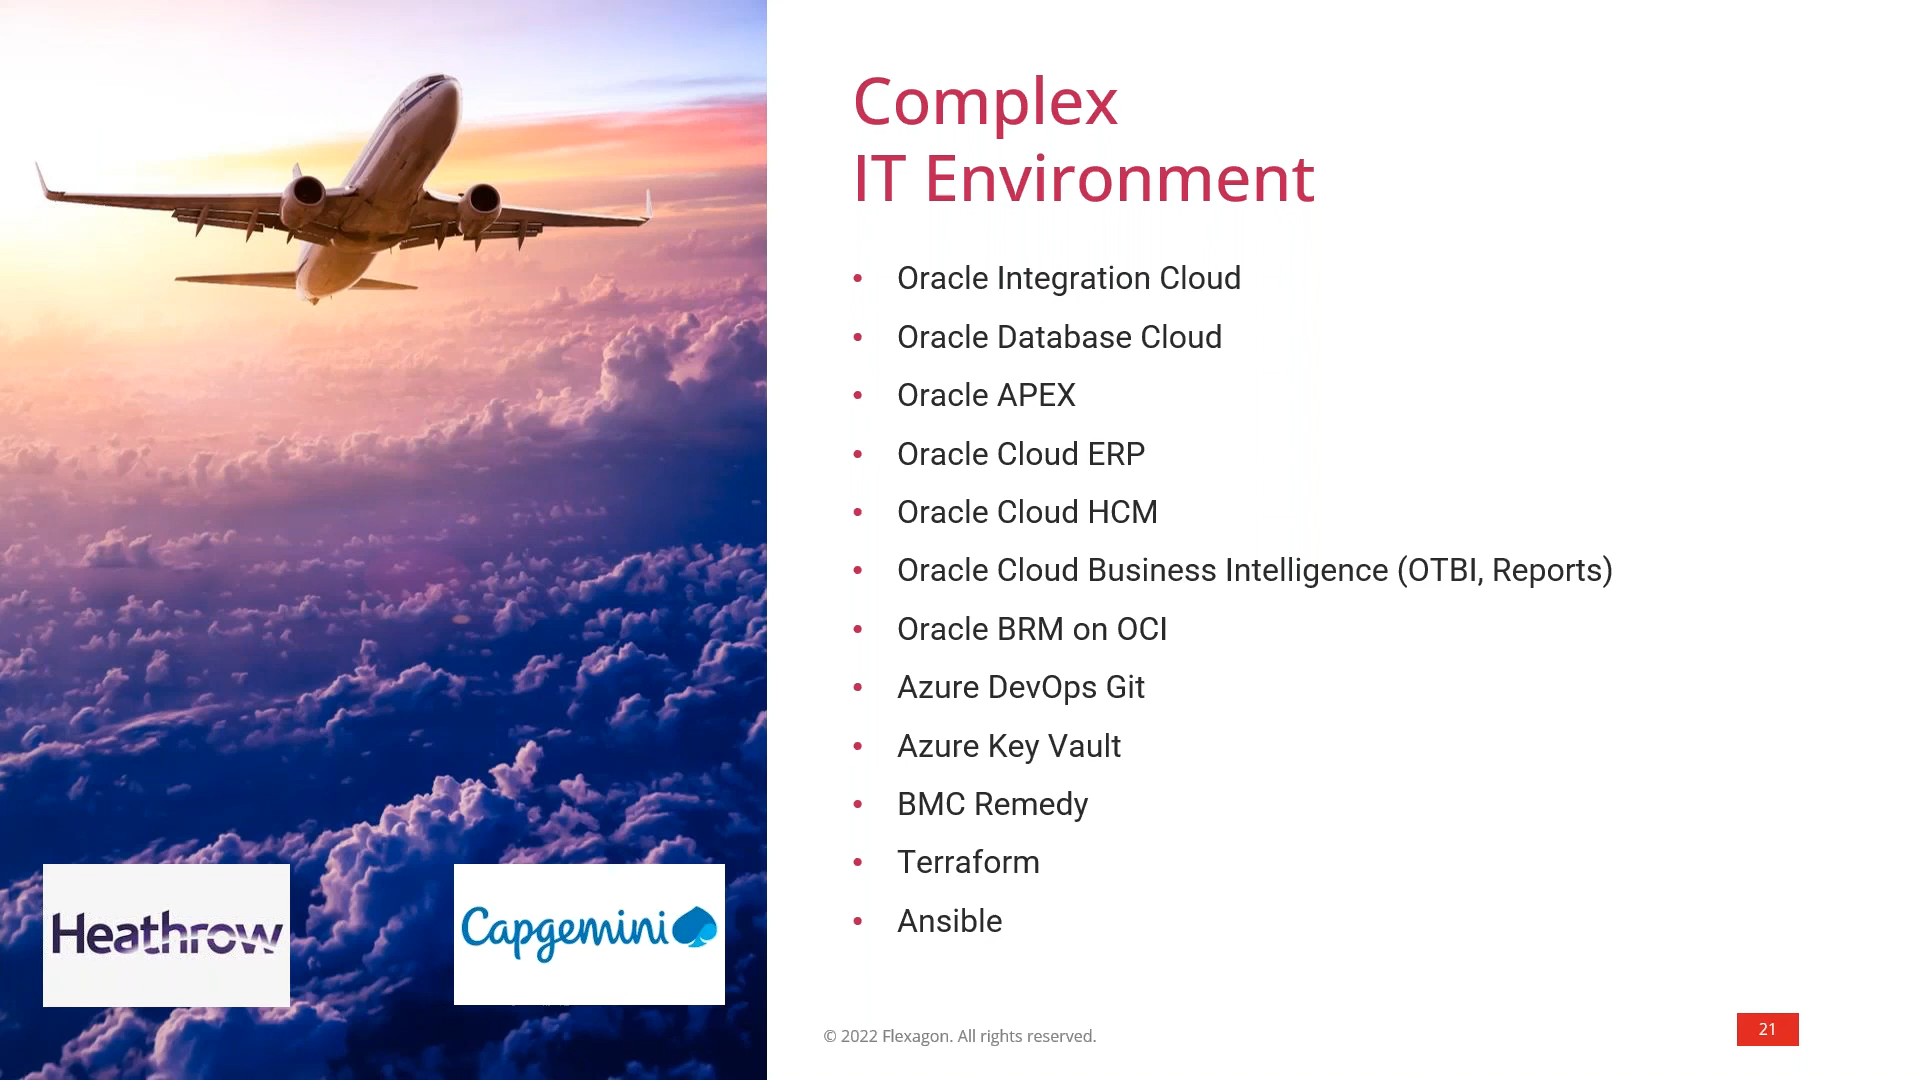 Complex
IT Environment
• Oracle Integration Cloud
• Oracle Database Cloud
• Oracle APEX
• Oracle Cloud ERP
• Oracle Cloud HCM
• Oracle Cloud Business Intelligence (OTBI, Reports)
• Oracle BRM on OCI
• Azure DevOps Git
• Azure Key Vault
• BMC Remedy
• Terraform
• Ansible
Heathrow
Capgemini
© 2022 Flexagon. All rights reserved.
21